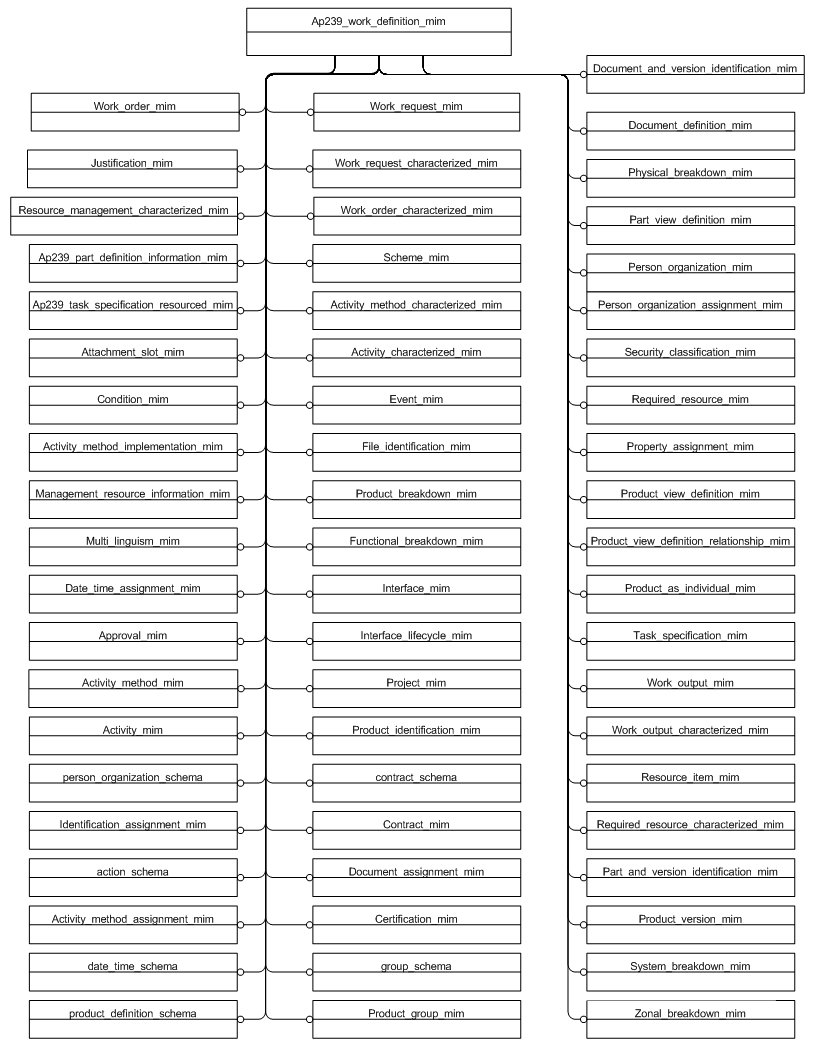 Ap239_work_definition_mim
Document_and_version_identification_mim
Work_order_mim
Work_request_mim
Document_definition_mim
Justification_mim
Work_request_characterized_mim
Physical_breakdown_mim
Resource_management_characterized_mim
Work_order_characterized_mim
Part_view_definition_mim
Ap239_part_definition_information_mim
Scheme_mim
Person_organization_mim
Ap239_task_specification_resourced_mim
Activity_method_characterized_mim
Person_organization_assignment_mim
Attachment_slot_mim
Activity_characterized_mim
Security_classification_mim
Condition_mim
Event_mim
Required_resource_mim
Activity_method_implementation_mim
File_identification_mim
Property_assignment_mim
Management_resource_information_mim
Product_breakdown_mim
Product_view_definition_mim
Multi_linguism_mim
Functional_breakdown_mim
Product_view_definition_relationship_mim
Date_time_assignment_mim
Interface_mim
Product_as_individual_mim
Approval_mim
Interface_lifecycle_mim
Task_specification_mim
Activity_method_mim
Project_mim
Work_output_mim
Activity_mim
Product_identification_mim
Work_output_characterized_mim
person_organization_schema
contract_schema
Resource_item_mim
Identification_assignment_mim
Contract_mim
Required_resource_characterized_mim
action_schema
Document_assignment_mim
Part_and_version_identification_mim
Activity_method_assignment_mim
Certification_mim
Product_version_mim
date_time_schema
group_schema
System_breakdown_mim
product_definition_schema
Product_group_mim
Zonal_breakdown_mim